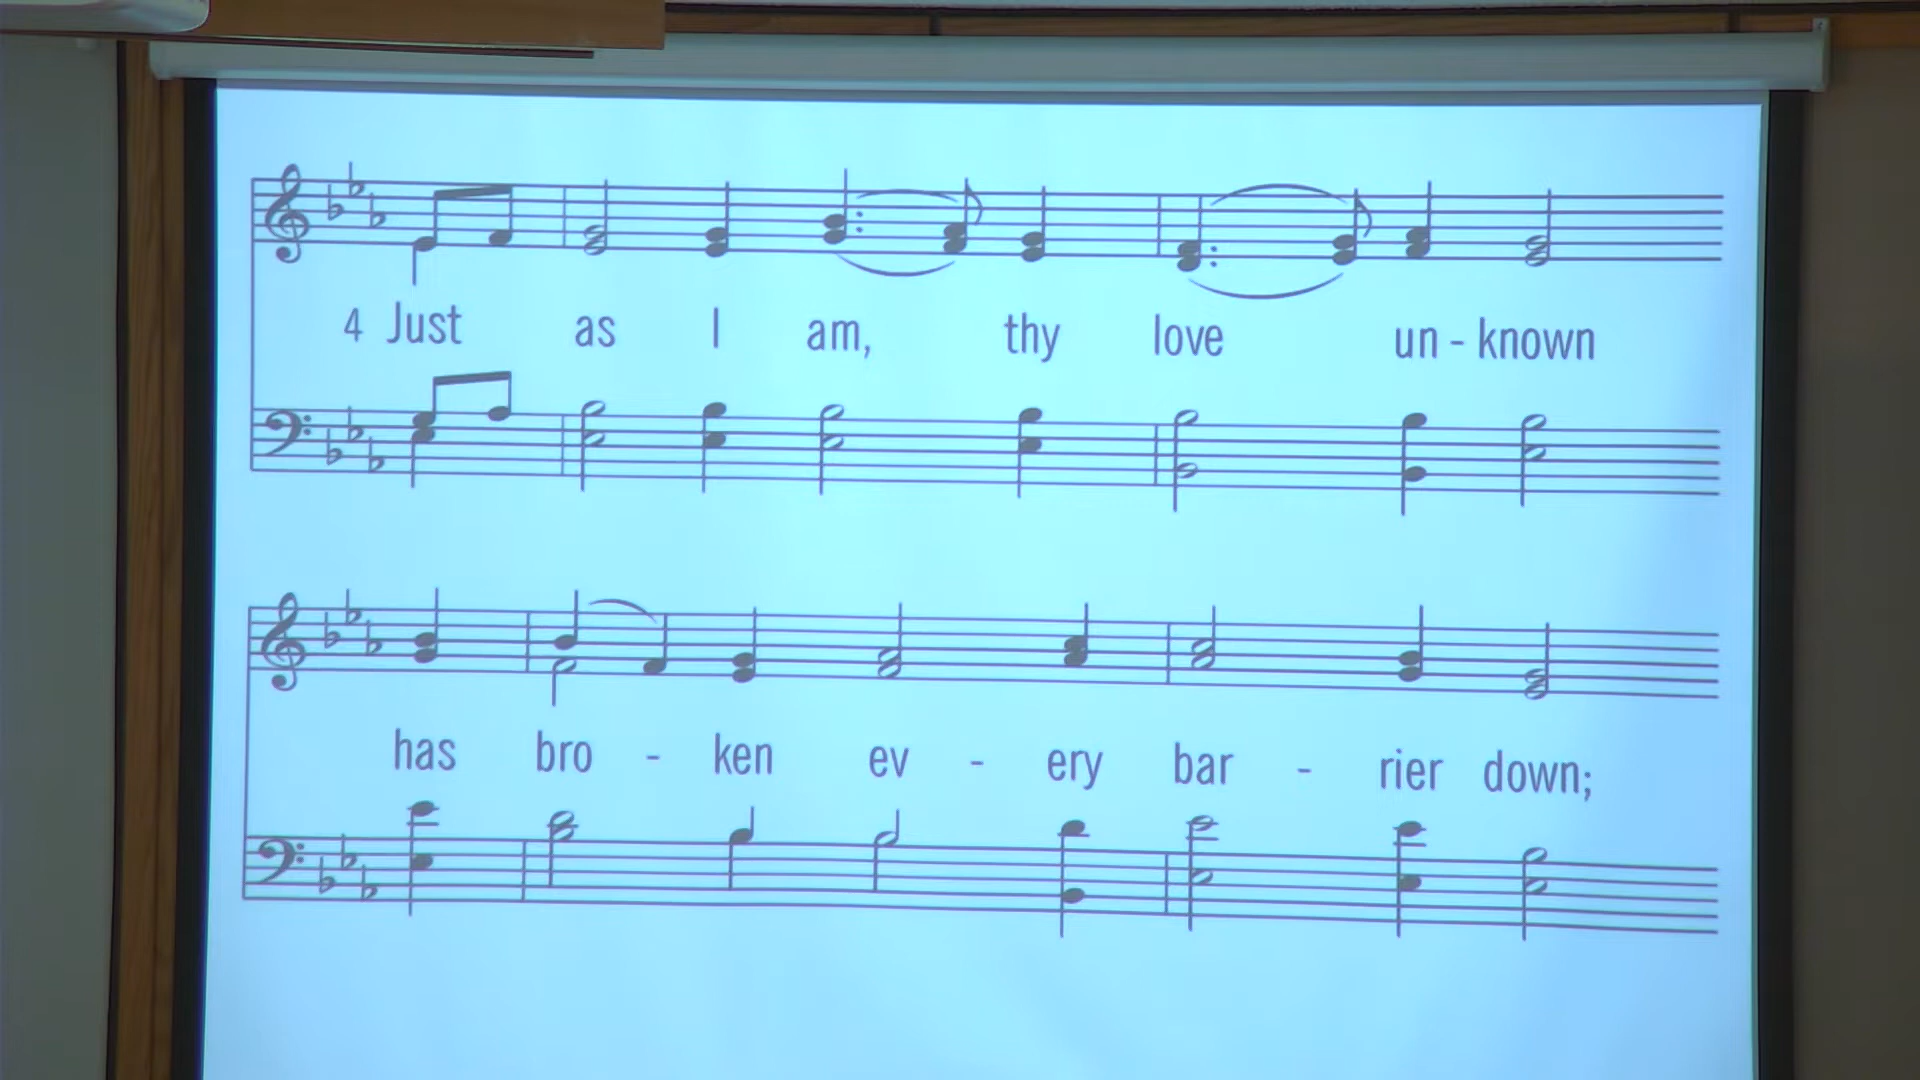 4 Just as I am, thy love un - known
has bro - ken ev - ery bar - rier down;